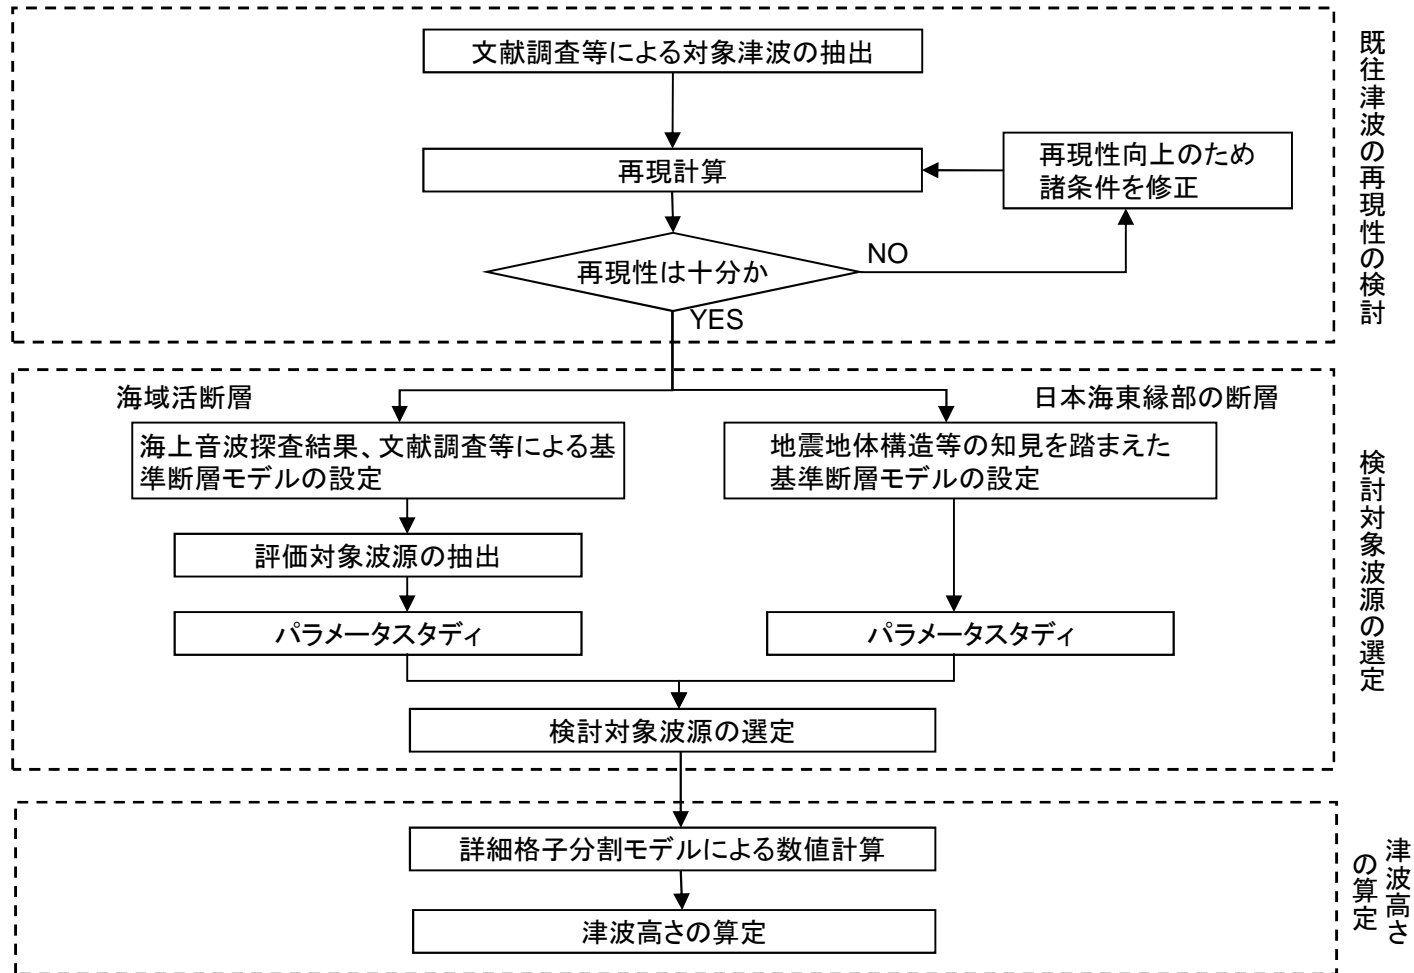 文献調査等による対象津波の抽出
再現計算
再現性向上のため
諸条件を修正
再現性は十分か
NO
YES
既往津波の再現性の検討
海域活断層
日本海東縁部の断層
海上音波探査結果、文献調査等による基
準断層モデルの設定
地震地体構造等の知見を踏まえた
基準断層モデルの設定
評価対象波源の抽出
パラメータスタディ
パラメータスタディ
検討対象波源の選定
検討対象波源の選定
詳細格子分割モデルによる数値計算
津波高さの算定
津波高さ
の算定